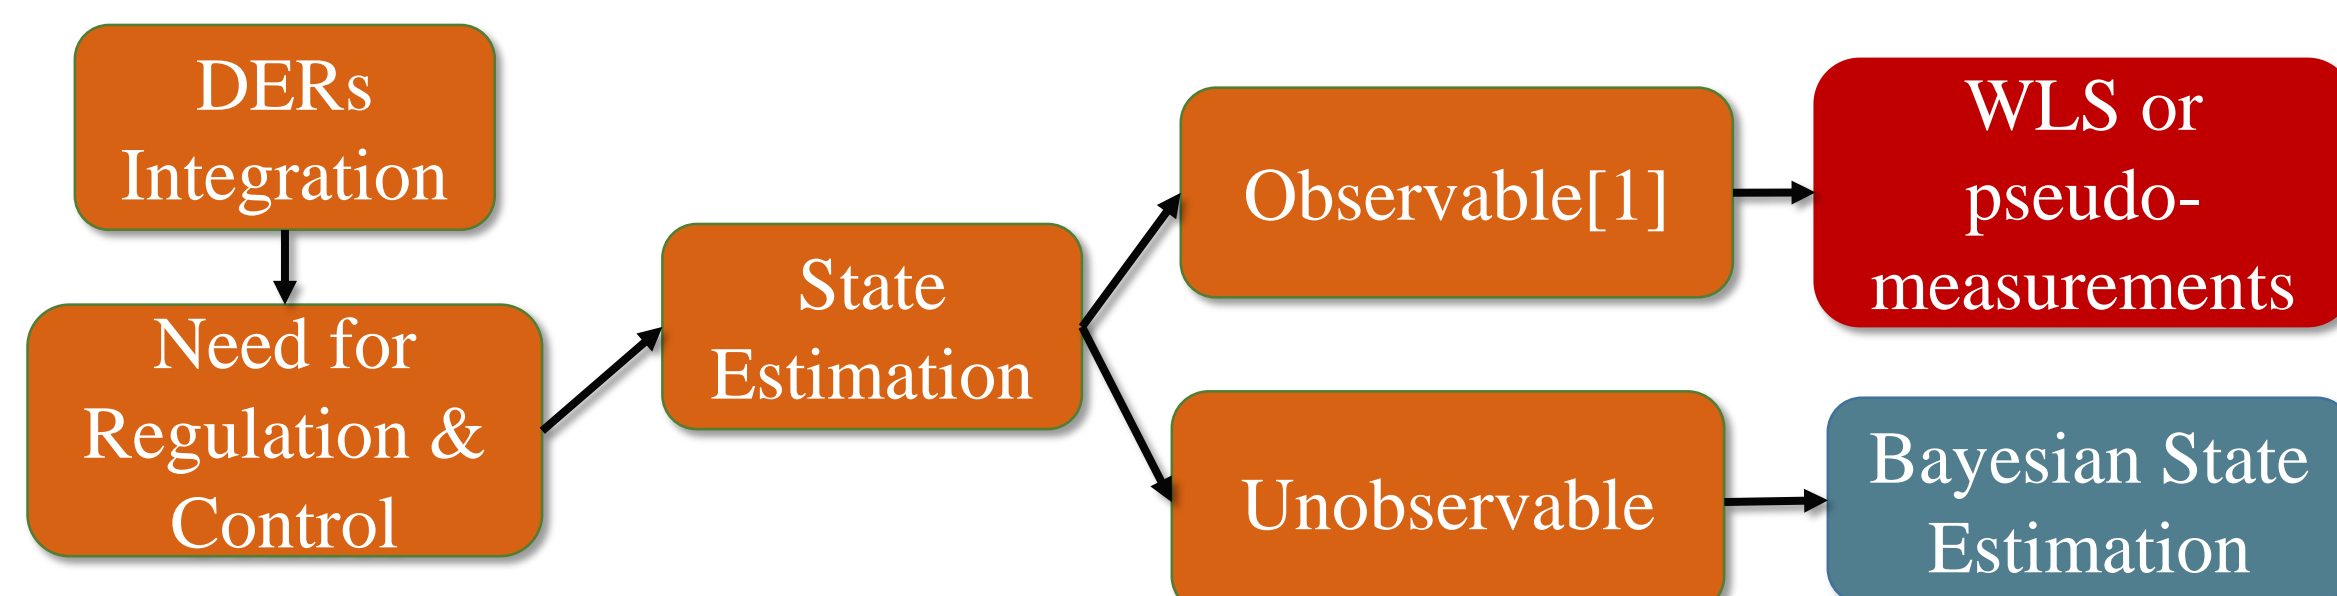 DERs
Integration
Need for
Regulation &
Control
State
Estimation
Observable[1]
WLS or
pseudo-
measurements
Unobservable
Bayesian State
Estimation